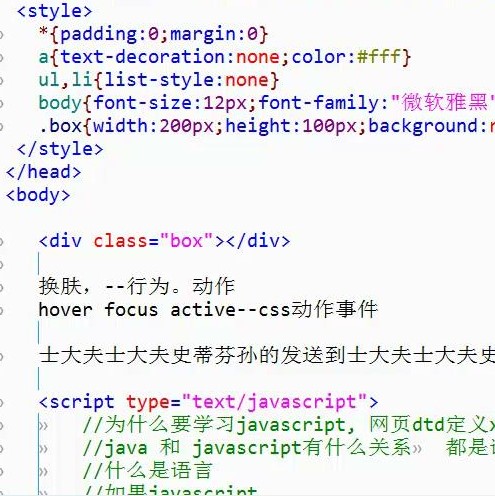 <style>
*{padding:0;margin:0}
a{text-decoration:none;color:#fff}
ul,li{list-style:none}
body{font-size:12px;font-family:"微软雅黑"
.box{width:200px;height:100px;background:r
</style>
</head>
<body>
<div class="box"></div>
换肤，--行为。动作
hover focus active--css动作事件
士大夫士大夫史蒂芬孙的发送到士大夫士大夫史
<script type="text/javascript">
//为什么要学习javascript, 网页dtd定义x
//java 和 javascript有什么关系» 都是语
//什么是语言
//如果javascript